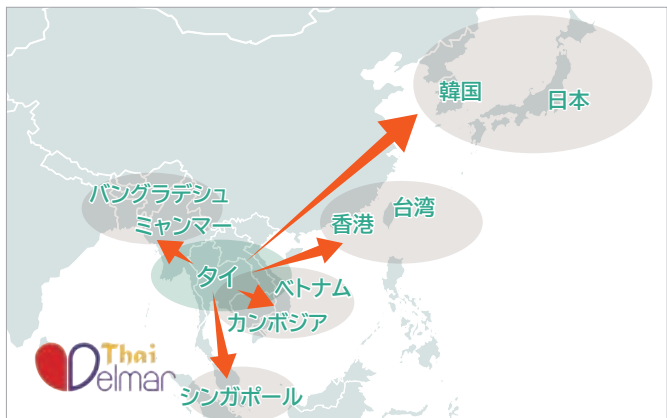 韓国
日本
バングラデシュ
ミャンマー
台湾
香港
タイ
ベトナム
カンボジア
Thai
Delmar
シンガポール